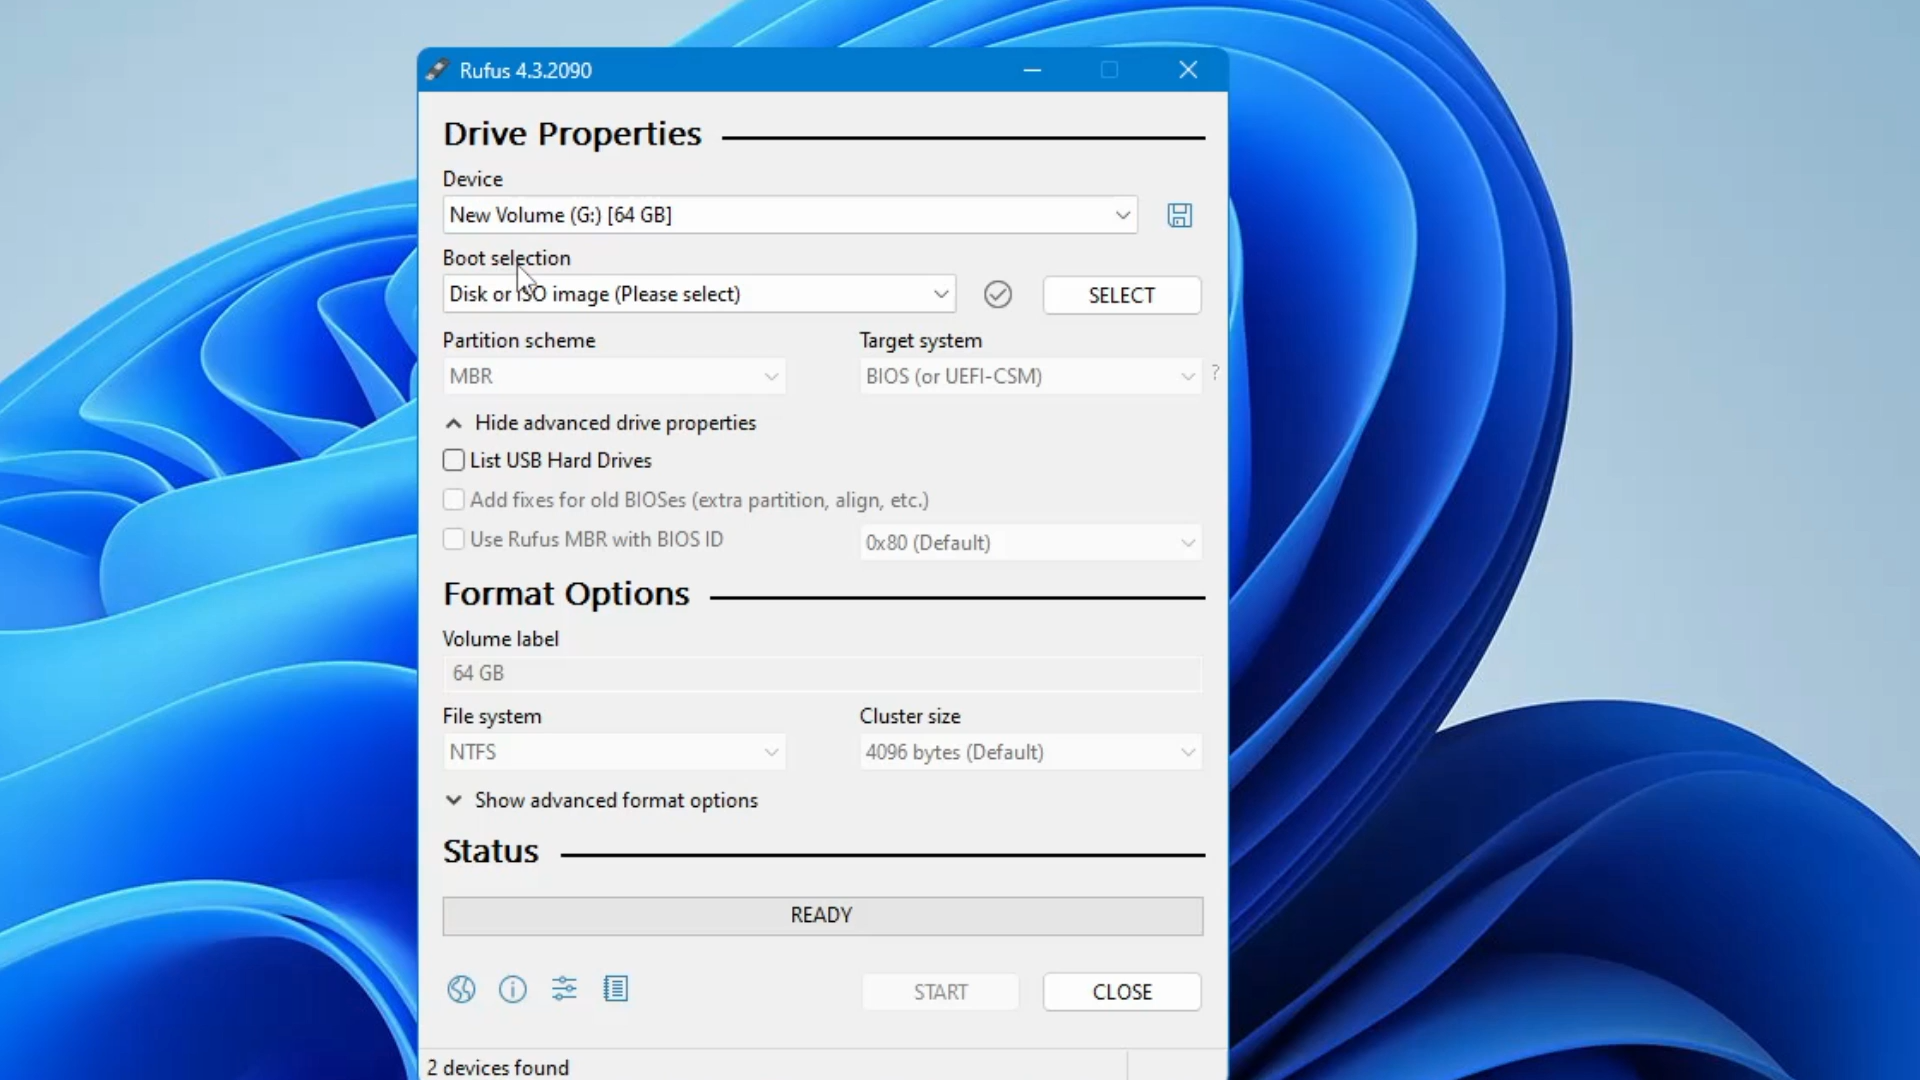 Rufus 4.3.2090
Drive Properties
Device
New Volume (G:) [64 GB]
Boot selection
Disk or ISO image (Please select)
SELECT
Partition scheme
Target system
MBR
BIOS (or UEFI-CSM)
?
Hide advanced drive properties
List USB Hard Drives
Add fixes for old BIOSes (extra partition, align, etc.)
Use Rufus MBR with BIOS ID
0x80 (Default)
Format Options
Volume label
64 GB
File system
Cluster size
NTFS
4096 bytes (Default)
Show advanced format options
Status
READY
START
CLOSE
2 devices found